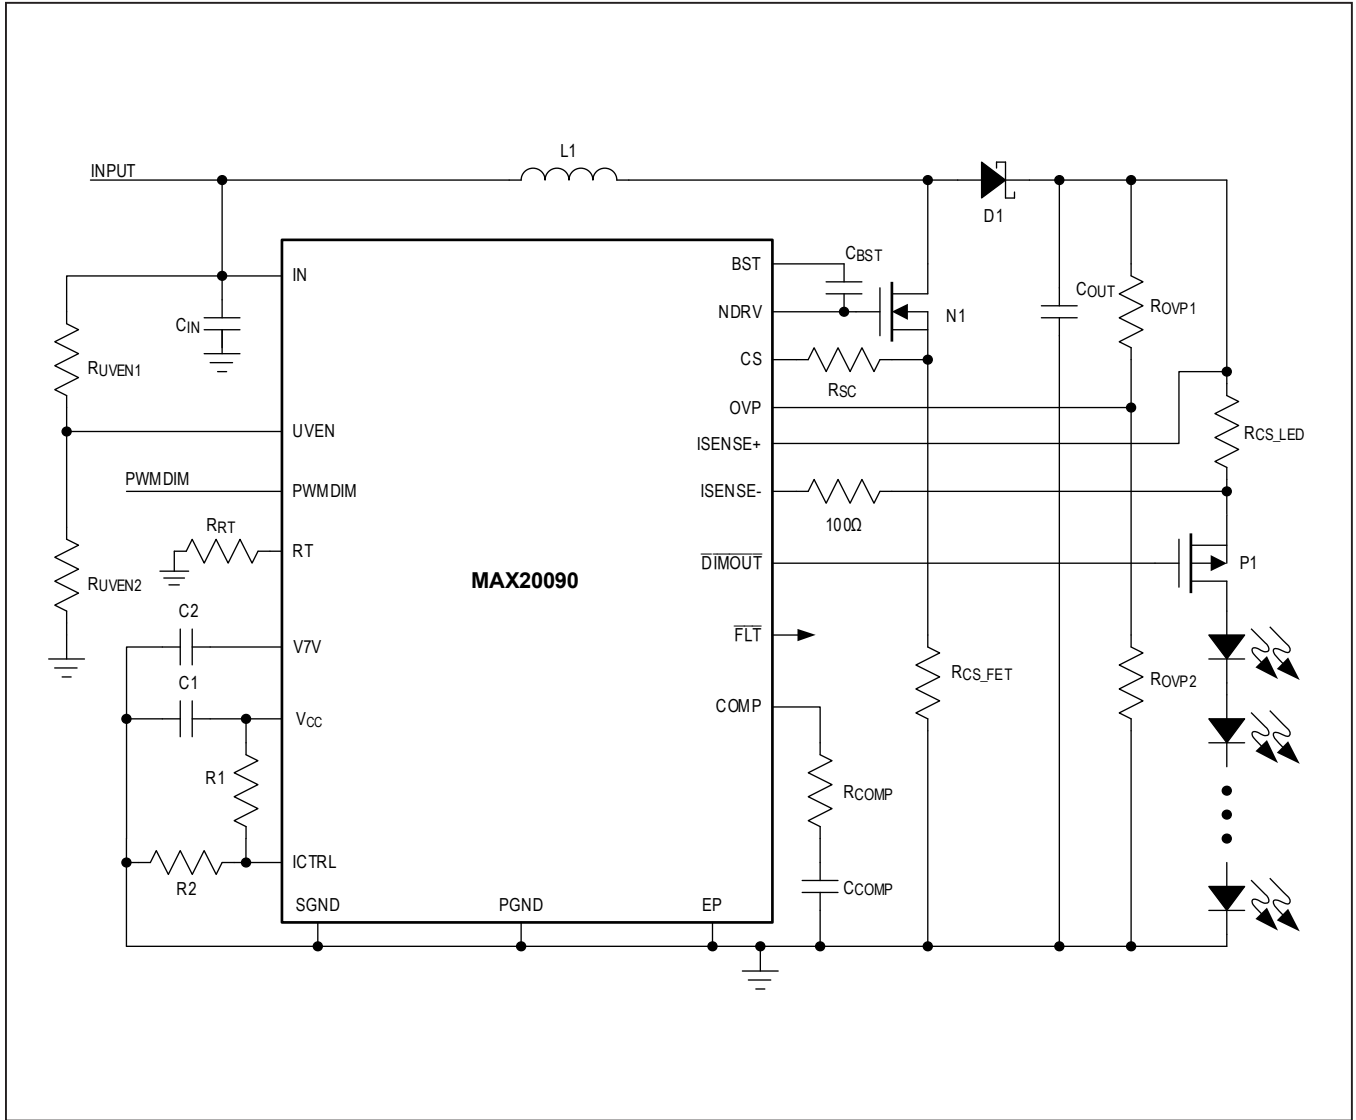 L1
INPUT
D1
IN
BST
CBST
NDRV
N1
COUT
ROVP1
CIN
RUVEN1
CS
RSC
OVP
UVEN
ISENSE+
RCS_LED
PWMDIM
PWMDIM
ISENSE-
100Ω
RRT
RT
DIMOUT
P1
MAX20090
RUVEN2
C2
V7V
FLT
RCS_FET
ROVP2
C1
VCC
COMP
R1
RCOMP
ICTRL
R2
CCOMP
SGND
PGND
EP